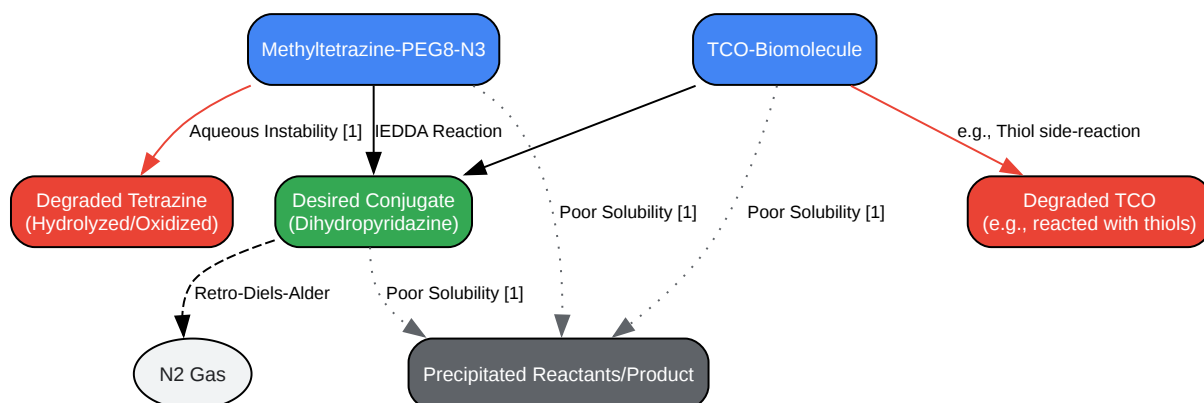 Methyltetrazine-PEG8-N3
TCO-Biomolecule
Aqueous Instability [1]
IEDDA Reaction
e.g., Thiol side-reaction
Degraded Tetrazine
(Hydrolyzed/Oxidized)
Desired Conjugate
(Dihydropyridazine)
Poor Solubility [1]
Poor Solubility [1]
Degraded TCO
(e.g., reacted with thiols)
Retro-Diels-Alder
Poor Solubility [1]
N2 Gas
Precipitated Reactants/Product